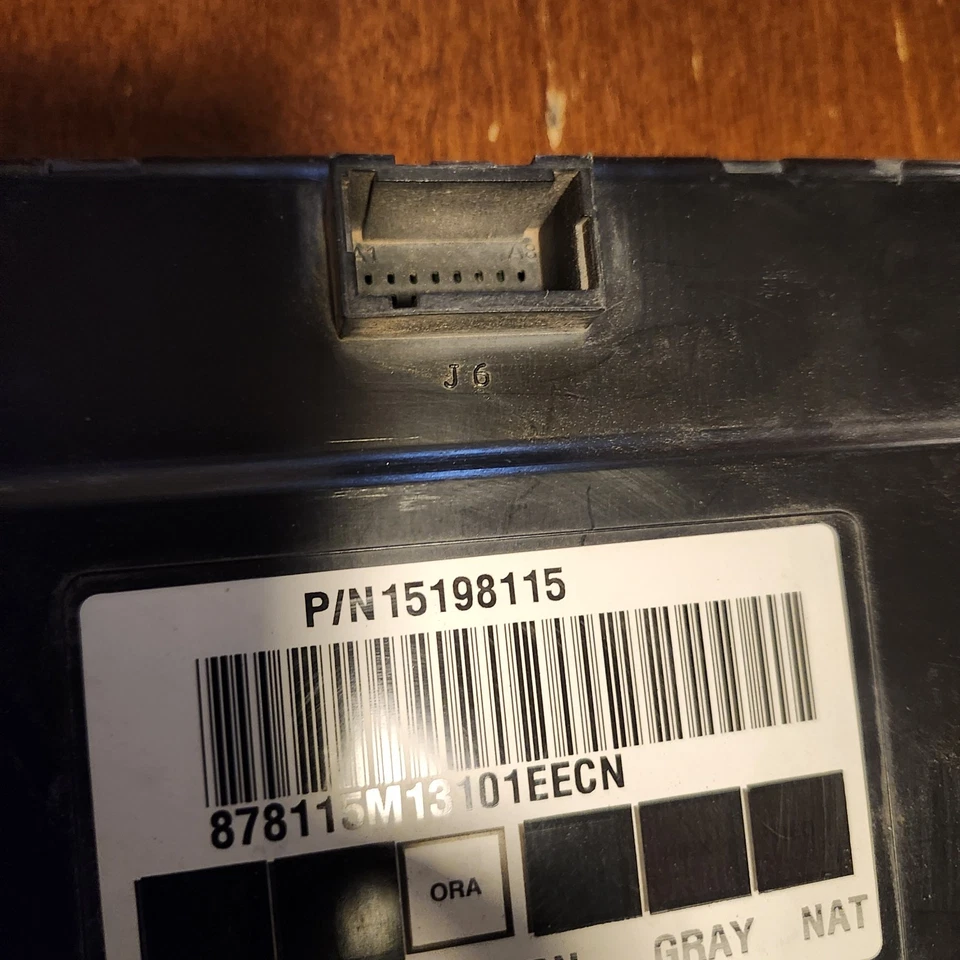 A1 A8
J6
P/N15198115
878115M13101EECN
ORA
GRAY NAT